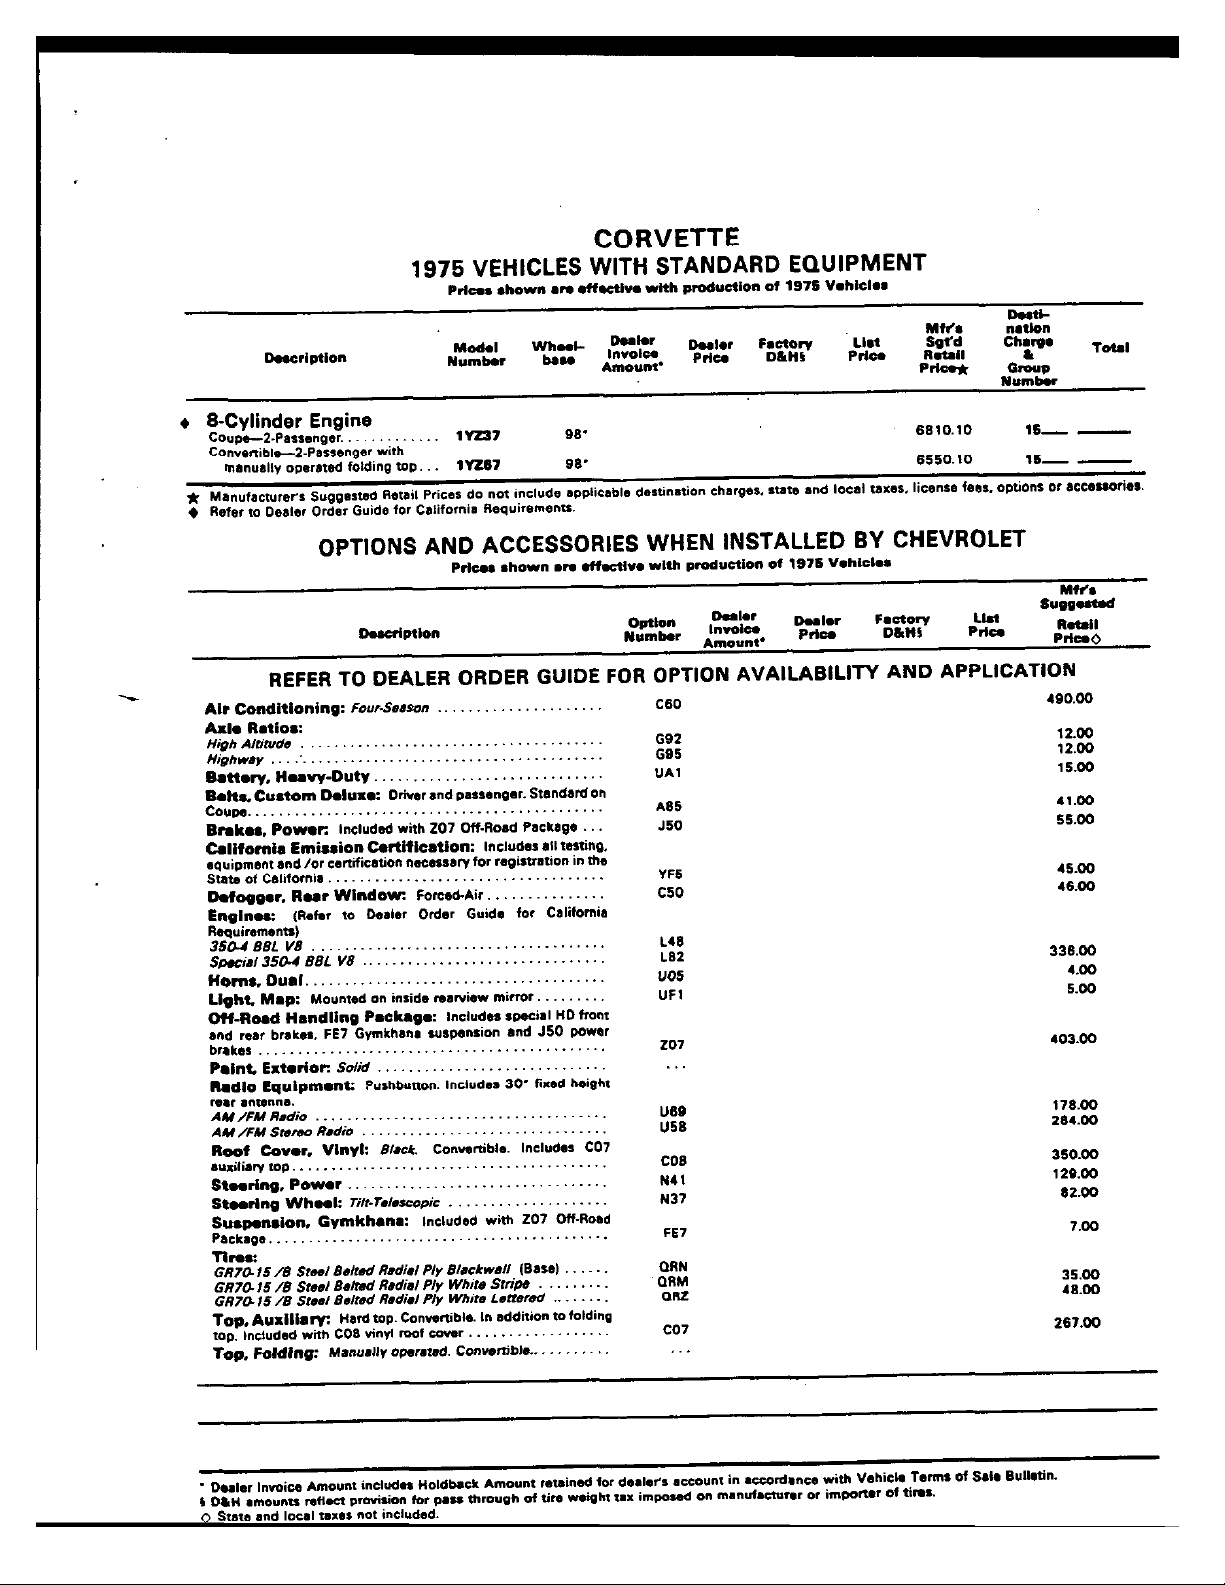 CORVETTE
1975 VEHICLES WITH STANDARD EQUIPMENT
Prices shown are effective with production of 1975 Vehicles
Description Model Number Wheel-base Dealer Invoice Amount* Dealer Price Factory D&H§ List Price Mfr's Sgt'd Retail Price★ Desti-nation Charge & Group Number Total
♦ 8-Cylinder Engine
Coupe—2-Passenger............. 1YZ37 98" 6810.10 15___ ____
Convertible—2-Passenger with
manually operated folding top... 1YZ67 98" 6550.10 15___ ____
★ Manufacturer's Suggested Retail Prices do not include applicable destination charges, state and local taxes, license fees, options or accessories.
♦ Refer to Dealer Order Guide for California Requirements.
OPTIONS AND ACCESSORIES WHEN INSTALLED BY CHEVROLET
Prices shown are effective with production of 1975 Vehicles
Description Option Number Dealer Invoice Amount* Dealer Price Factory D&H§ List Price Mfr's Suggested Retail Price◇
REFER TO DEALER ORDER GUIDE FOR OPTION AVAILABILITY AND APPLICATION
Air Conditioning: Four-Season ..................... C60 490.00
Axle Ratios:
High Altitude ..................................... G92 12.00
Highway ........................................ G95 12.00
Battery, Heavy-Duty ............................. UA1 15.00
Belts, Custom Deluxe: Driver and passenger. Standard on
Coupe............................................. A85 41.00
Brakes, Power: Included with Z07 Off-Road Package ... J50 55.00
California Emission Certification: Includes all testing,
equipment and /or certification necessary for registration in the
State of California .................................. YF5 45.00
Defogger, Rear Window: Forced-Air ............... C50 46.00
Engines: (Refer to Dealer Order Guide for California
Requirements)
350-4 BBL V8 .................................... L48
Special 350-4 BBL V8 .............................. L82 336.00
Horns, Dual...................................... U05 4.00
Light, Map: Mounted on inside rearview mirror ......... UF1 5.00
Off-Road Handling Package: Includes special HD front
and rear brakes, FE7 Gymkhana suspension and J50 power
brakes ........................................... Z07 403.00
Paint, Exterior: Solid ............................. ...
Radio Equipment: Pushbutton. Includes 30" fixed height
rear antenna.
AM /FM Radio .................................... U69 178.00
AM /FM Stereo Radio .............................. U58 284.00
Roof Cover, Vinyl: Black. Convertible. Includes C07
auxiliary top........................................ C08 350.00
Steering, Power ................................. N41 129.00
Steering Wheel: Tilt-Telescopic .................... N37 82.00
Suspension, Gymkhana: Included with Z07 Off-Road
Package........................................... FE7 7.00
Tires:
GR70-15 /B Steel Belted Radial Ply Blackwall (Base) ...... QRN
GR70-15 /B Steel Belted Radial Ply White Stripe ......... QRM 35.00
GR70-15 /B Steel Belted Radial Ply White Lettered ....... QRZ 48.00
Top, Auxiliary: Hard top. Convertible. In addition to folding
top. Included with C08 vinyl roof cover .................. C07 267.00
Top, Folding: Manually operated. Convertible........... ...
* Dealer Invoice Amount includes Holdback Amount retained for dealer's account in accordance with Vehicle Terms of Sale Bulletin.
§ D&H amounts reflect provision for pass through of tire weight tax imposed on manufacturer or importer of tires.
◇ State and local taxes not included.